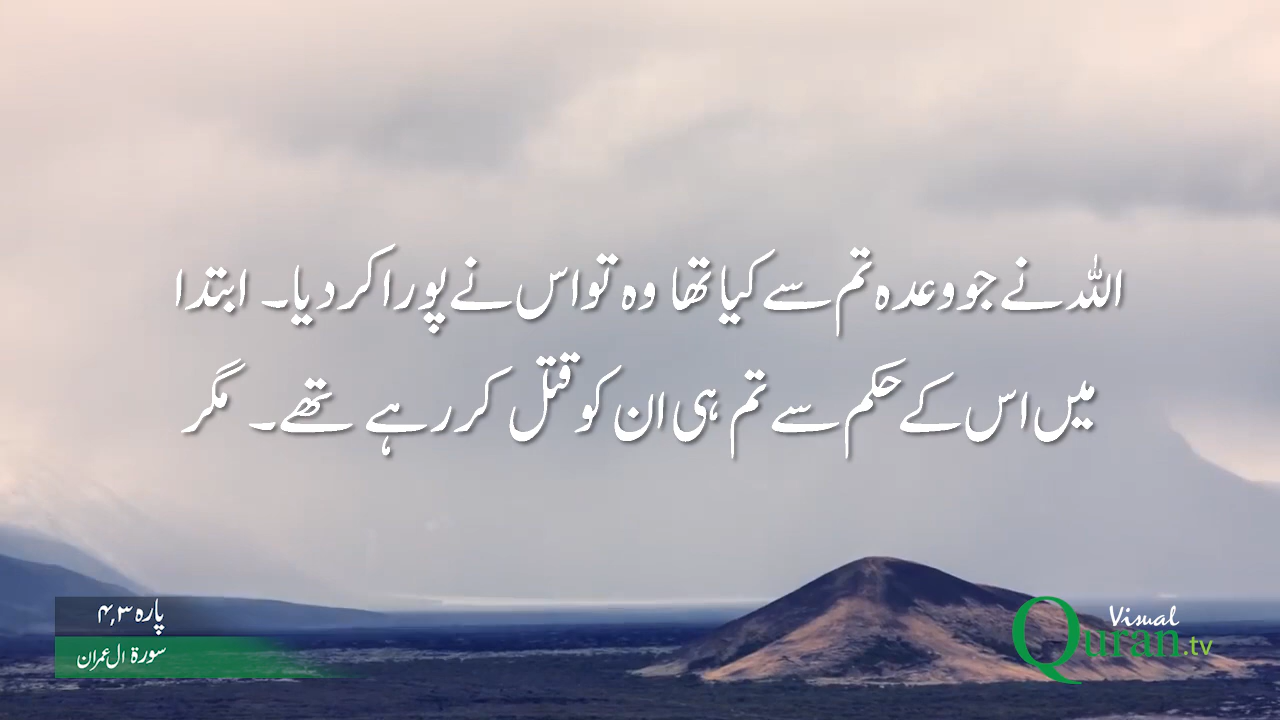 اللہ نے جو وعدہ تم سے کیا تھا وہ تو اس نے پورا کر دیا۔ ابتدا
میں اس کے حکم سے تم ہی ان کو قتل کر رہے تھے۔ مگر
پارہ ۳,۴
سورۃ ال عمران
Visual
Quran.tv